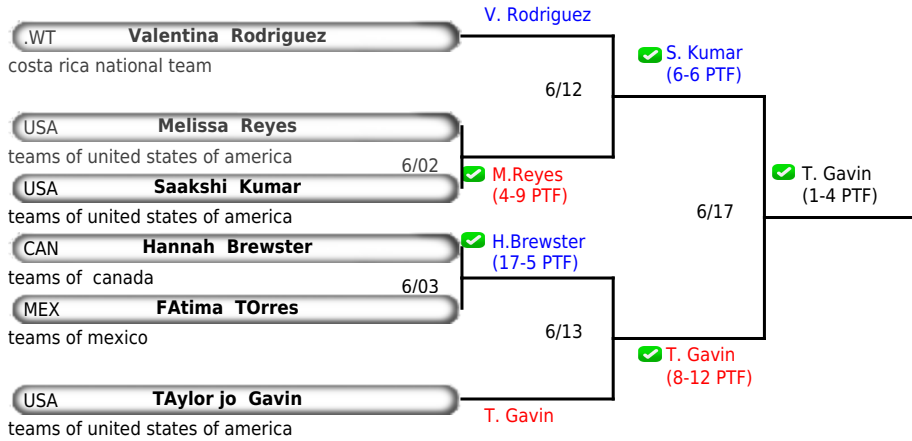 V. Rodriguez
.WT Valentina Rodriguez
costa rica national team
6/12
S. Kumar
(6-6 PTF)
USA Melissa Reyes
teams of united states of america
6/02
M.Reyes
(4-9 PTF)
USA Saakshi Kumar
teams of united states of america
6/17
T. Gavin
(1-4 PTF)
CAN Hannah Brewster
teams of canada
H.Brewster
(17-5 PTF)
6/03
MEX FAtima TOrres
teams of mexico
6/13
T. Gavin
(8-12 PTF)
USA TAylor jo Gavin
teams of united states of america
T. Gavin